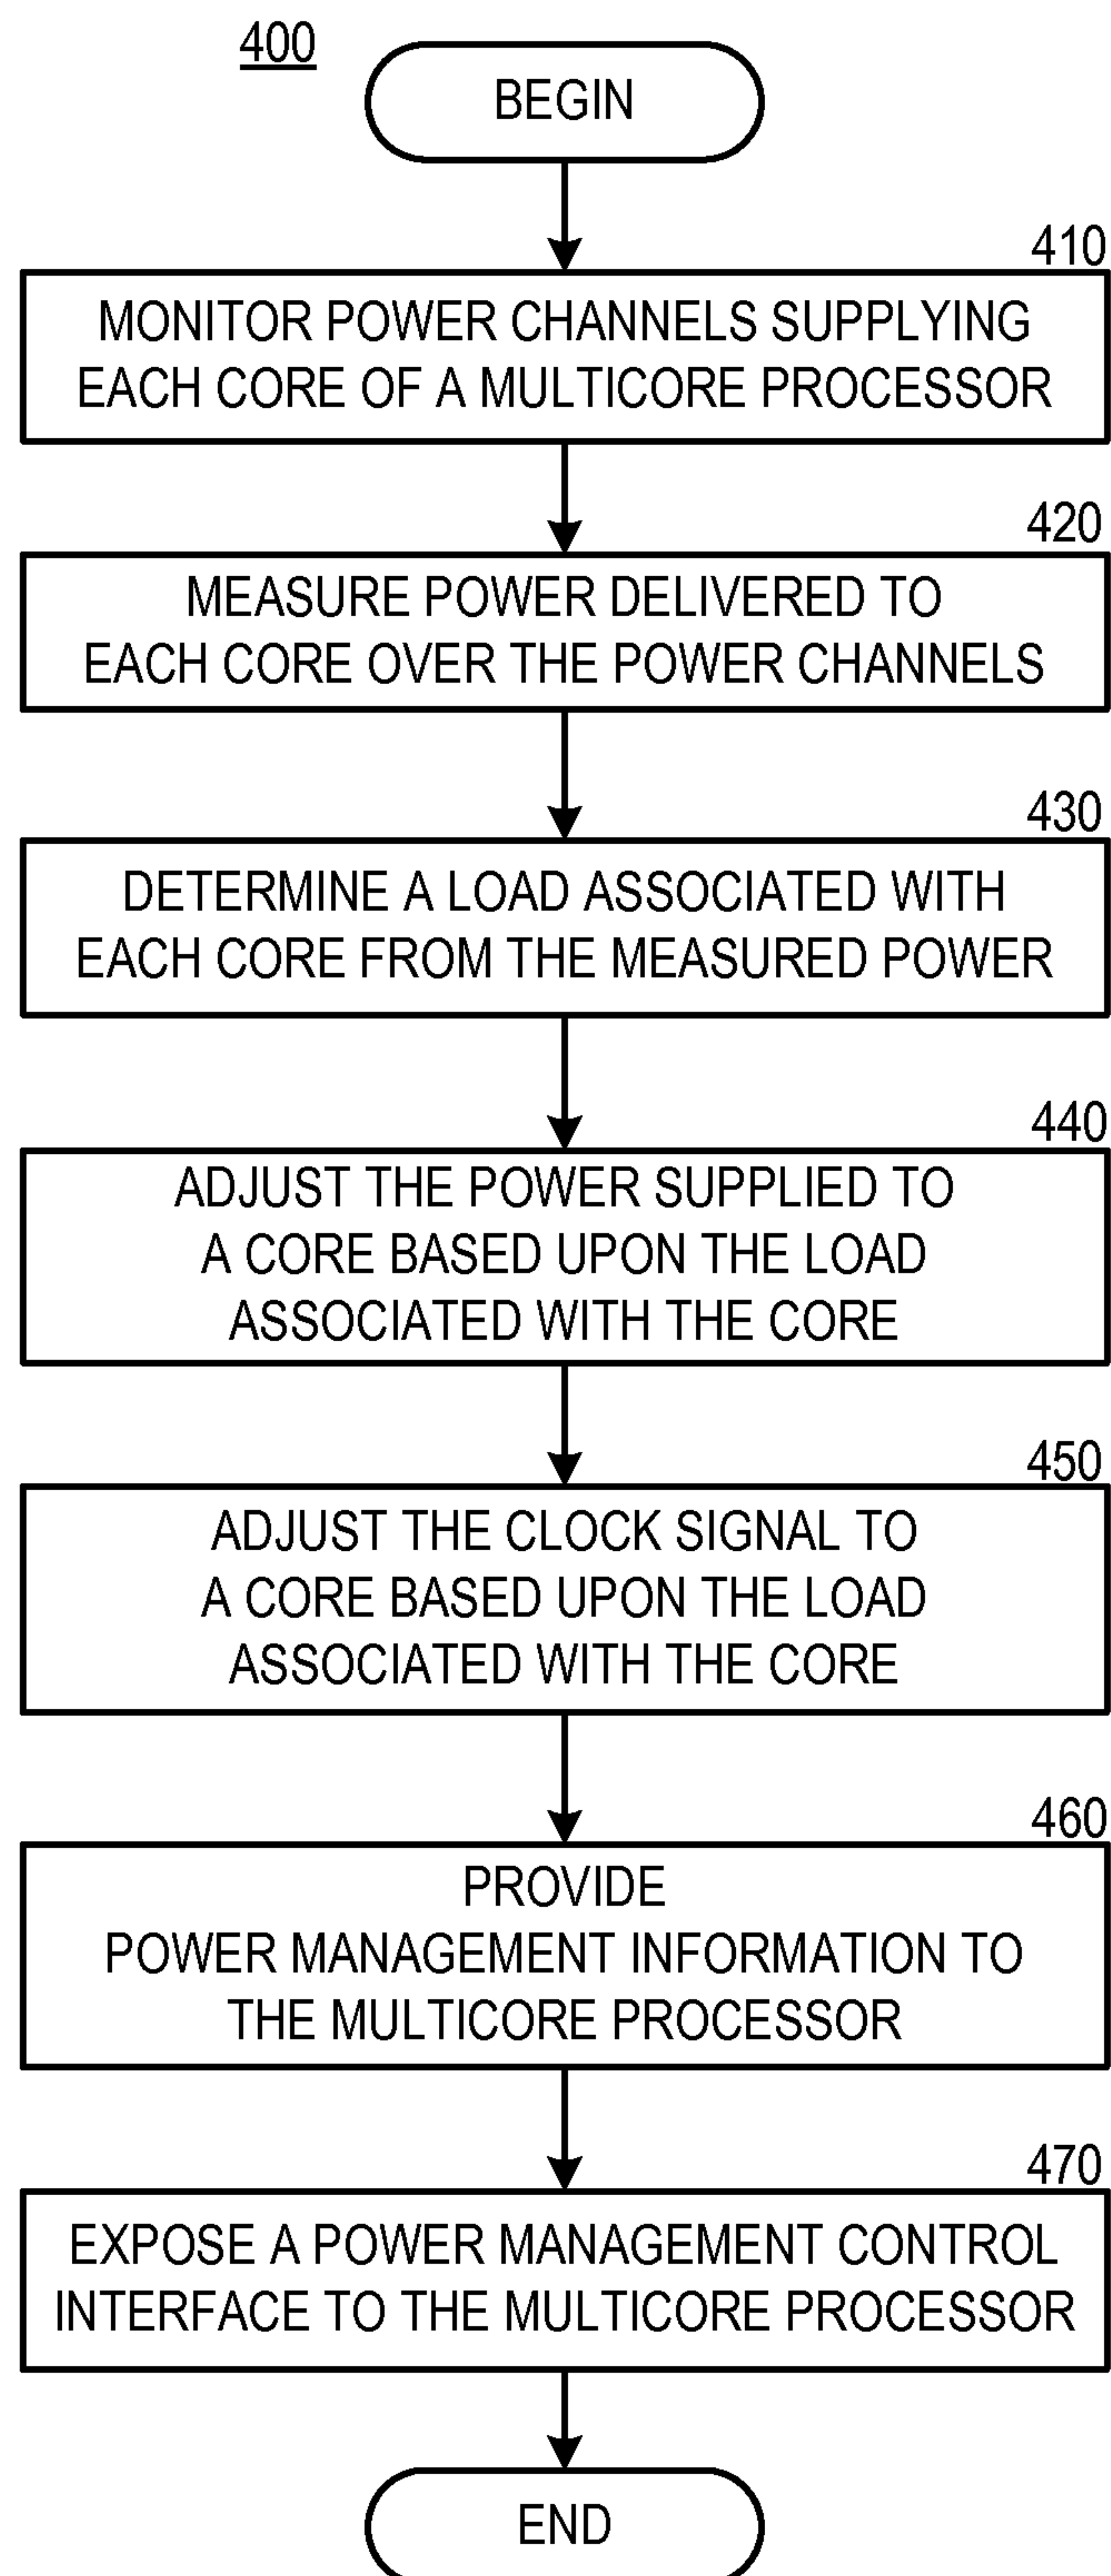 400
BEGIN
410
MONITOR POWER CHANNELS SUPPLYING
EACH CORE OF A MULTICORE PROCESSOR
420
MEASURE POWER DELIVERED TO
EACH CORE OVER THE POWER CHANNELS
430
DETERMINE A LOAD ASSOCIATED WITH
EACH CORE FROM THE MEASURED POWER
440
ADJUST THE POWER SUPPLIED TO
A CORE BASED UPON THE LOAD
ASSOCIATED WITH THE CORE
450
ADJUST THE CLOCK SIGNAL TO
A CORE BASED UPON THE LOAD
ASSOCIATED WITH THE CORE
460
PROVIDE
POWER MANAGEMENT INFORMATION TO
THE MULTICORE PROCESSOR
470
EXPOSE A POWER MANAGEMENT CONTROL
INTERFACE TO THE MULTICORE PROCESSOR
END